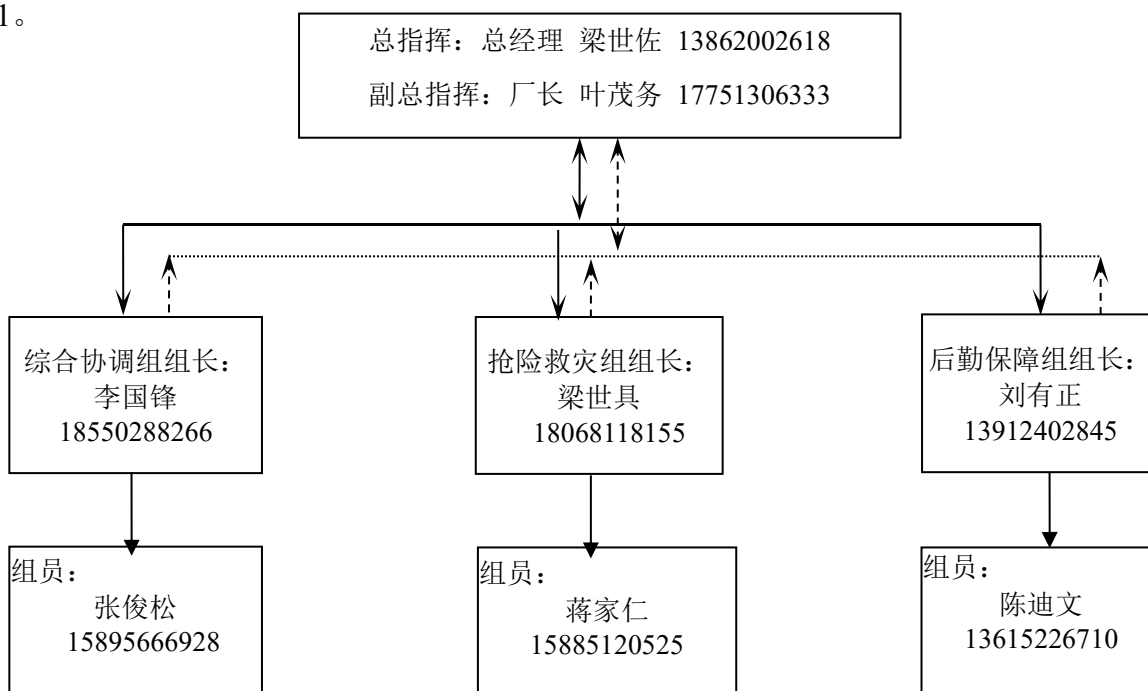 1。
总指挥：总经理 梁世佐 13862002618
副总指挥：厂长 叶茂务 17751306333
综合协调组组长：
李国锋
18550288266
抢险救灾组组长：
梁世具
18068118155
后勤保障组组长：
刘有正
13912402845
组员：
张俊松
15895666928
组员：
蒋家仁
15885120525
组员：
陈迪文
13615226710